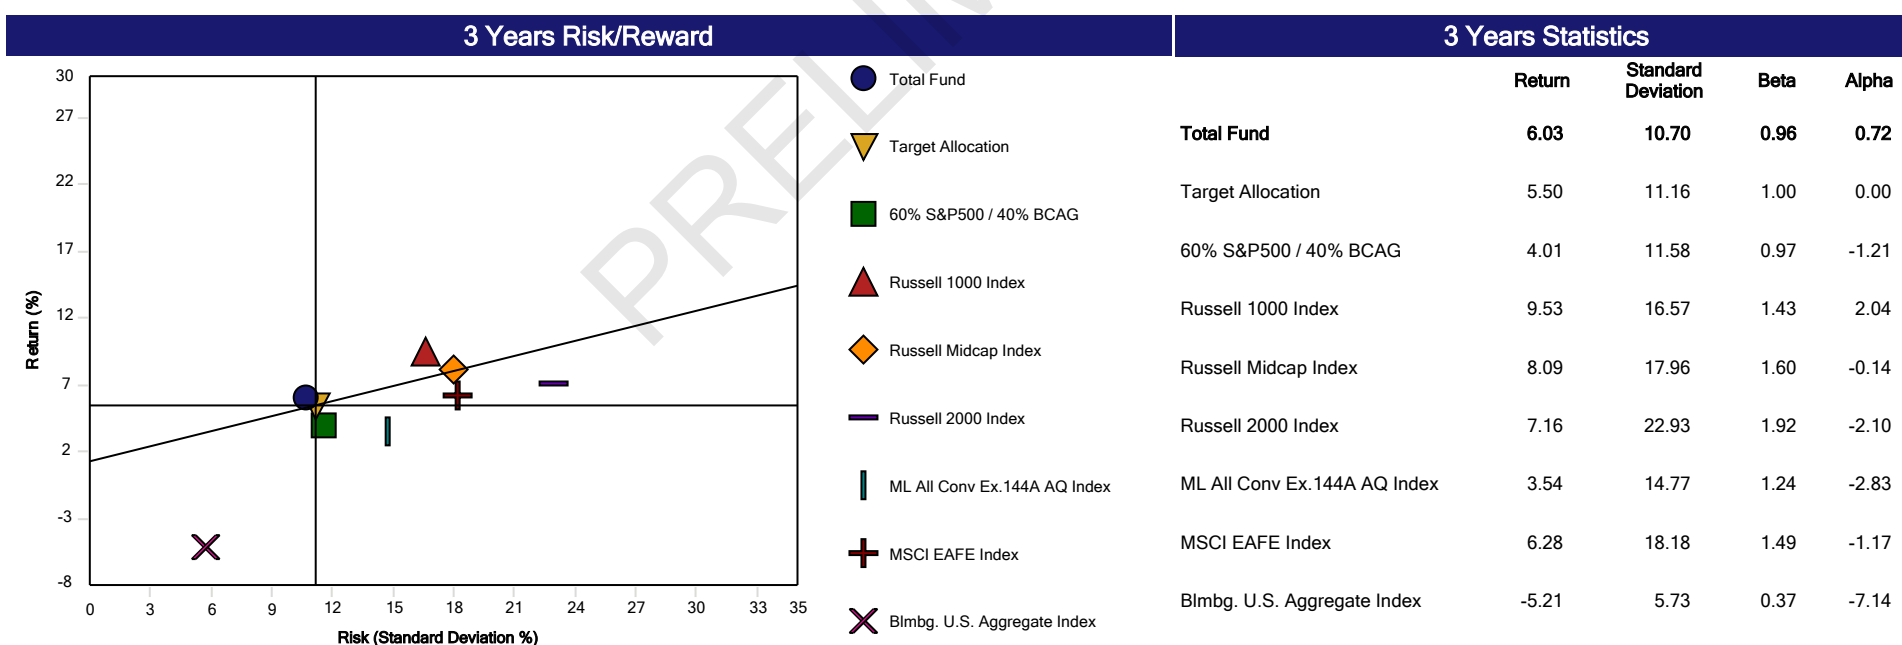 3 Years Risk/Reward
30
27
22
17
12
7
2
-3
-8
Return (%)
0 3 6 9 12 15 18 21 24 27 30 33 35
Risk (Standard Deviation %)
Total Fund
Target Allocation
60% S&P500 / 40% BCAG
Russell 1000 Index
Russell Midcap Index
Russell 2000 Index
ML All Conv Ex.144A AQ Index
MSCI EAFE Index
Blmbg. U.S. Aggregate Index
3 Years Statistics
Return Standard Deviation Beta Alpha
Total Fund 6.03 10.70 0.96 0.72
Target Allocation 5.50 11.16 1.00 0.00
60% S&P500 / 40% BCAG 4.01 11.58 0.97 -1.21
Russell 1000 Index 9.53 16.57 1.43 2.04
Russell Midcap Index 8.09 17.96 1.60 -0.14
Russell 2000 Index 7.16 22.93 1.92 -2.10
ML All Conv Ex.144A AQ Index 3.54 14.77 1.24 -2.83
MSCI EAFE Index 6.28 18.18 1.49 -1.17
Blmbg. U.S. Aggregate Index -5.21 5.73 0.37 -7.14
PRELIM